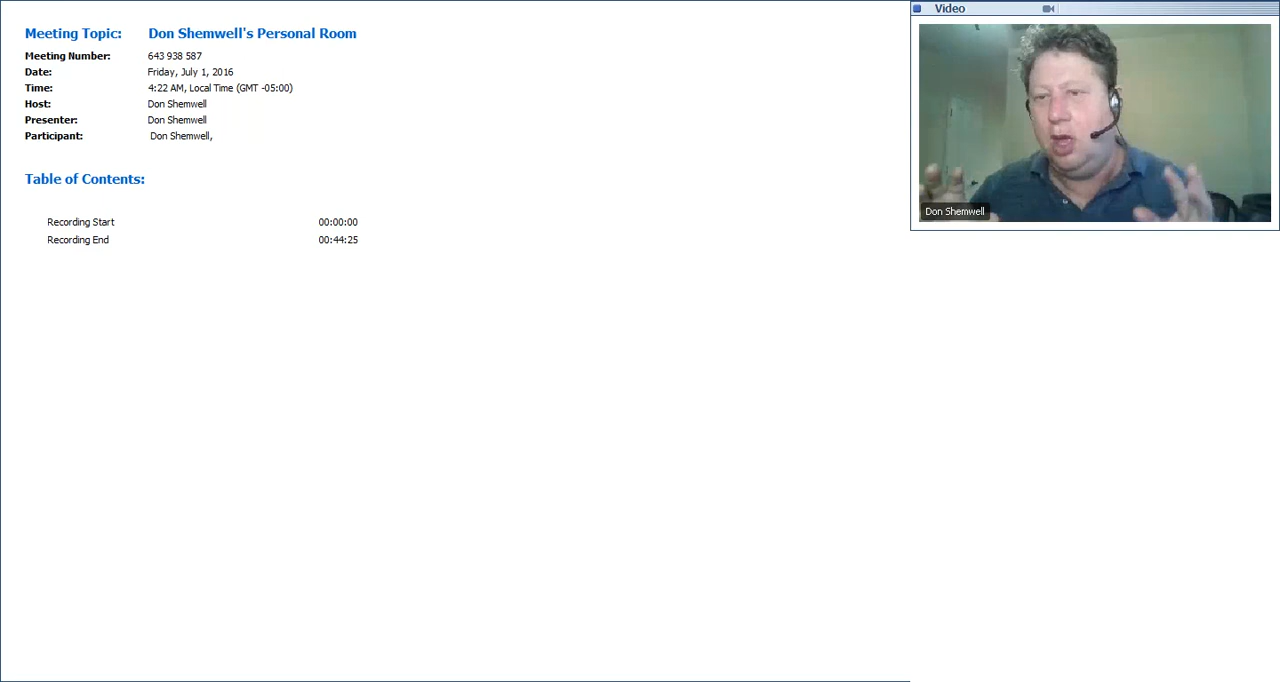 Meeting Topic: Don Shemwell's Personal Room
Meeting Number: 643 938 587
Date: Friday, July 1, 2016
Time: 4:22 AM, Local Time (GMT -05:00)
Host: Don Shemwell
Presenter: Don Shemwell
Participant: Don Shemwell,
Table of Contents:
Recording Start 00:00:00
Recording End 00:44:25
Video
Don Shemwell